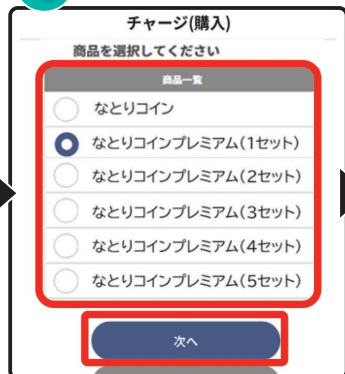 チャージ(購入)
商品を選択してください
商品一覧
なとりコイン
なとりコインプレミアム(1セット)
なとりコインプレミアム(2セット)
なとりコインプレミアム(3セット)
なとりコインプレミアム(4セット)
なとりコインプレミアム(5セット)
次へ